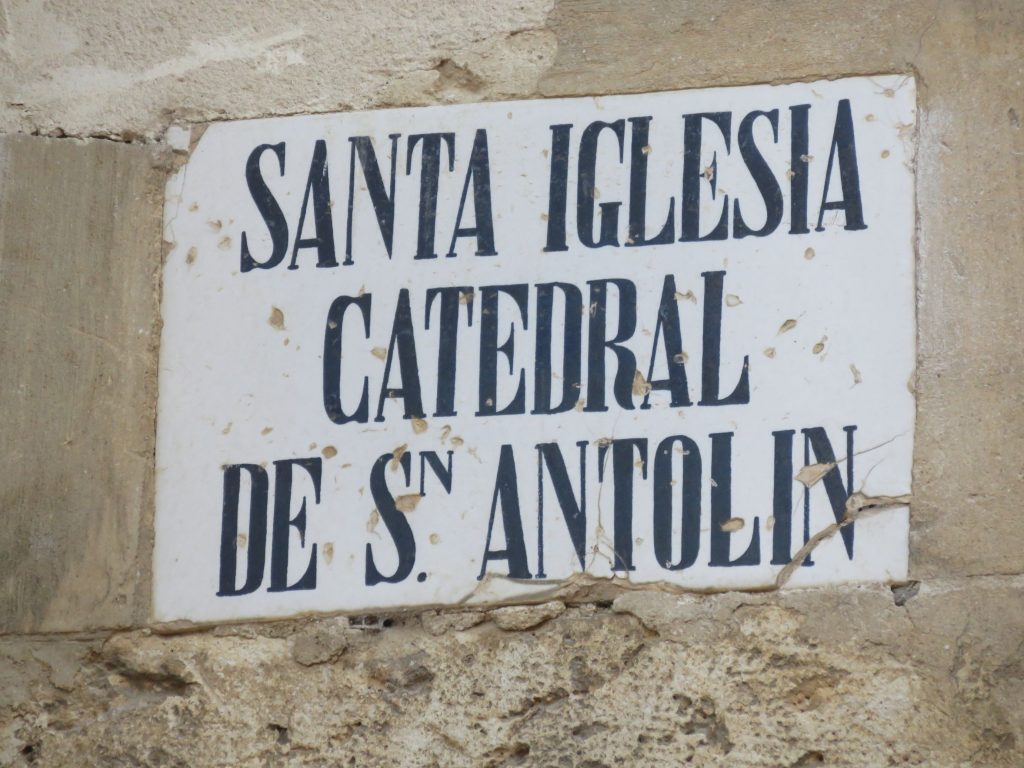 SANTA IGLESIA
CATEDRAL
DE SN. ANTOLIN